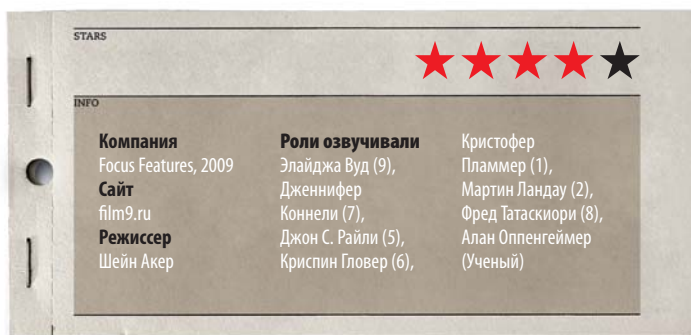 STARS
INFO
Компания
Focus Features, 2009
Сайт
film9.ru
Режиссер
Шейн Акер
Роли озвучивали
Элайджа Вуд (9),
Дженнифер
Коннели (7),
Джон С. Райли (5),
Криспин Гловер (6),
Кристофер
Пламмер (1),
Мартин Ландау (2),
Фред Татаскиори (8),
Алан Оппенгеймер
(Ученый)